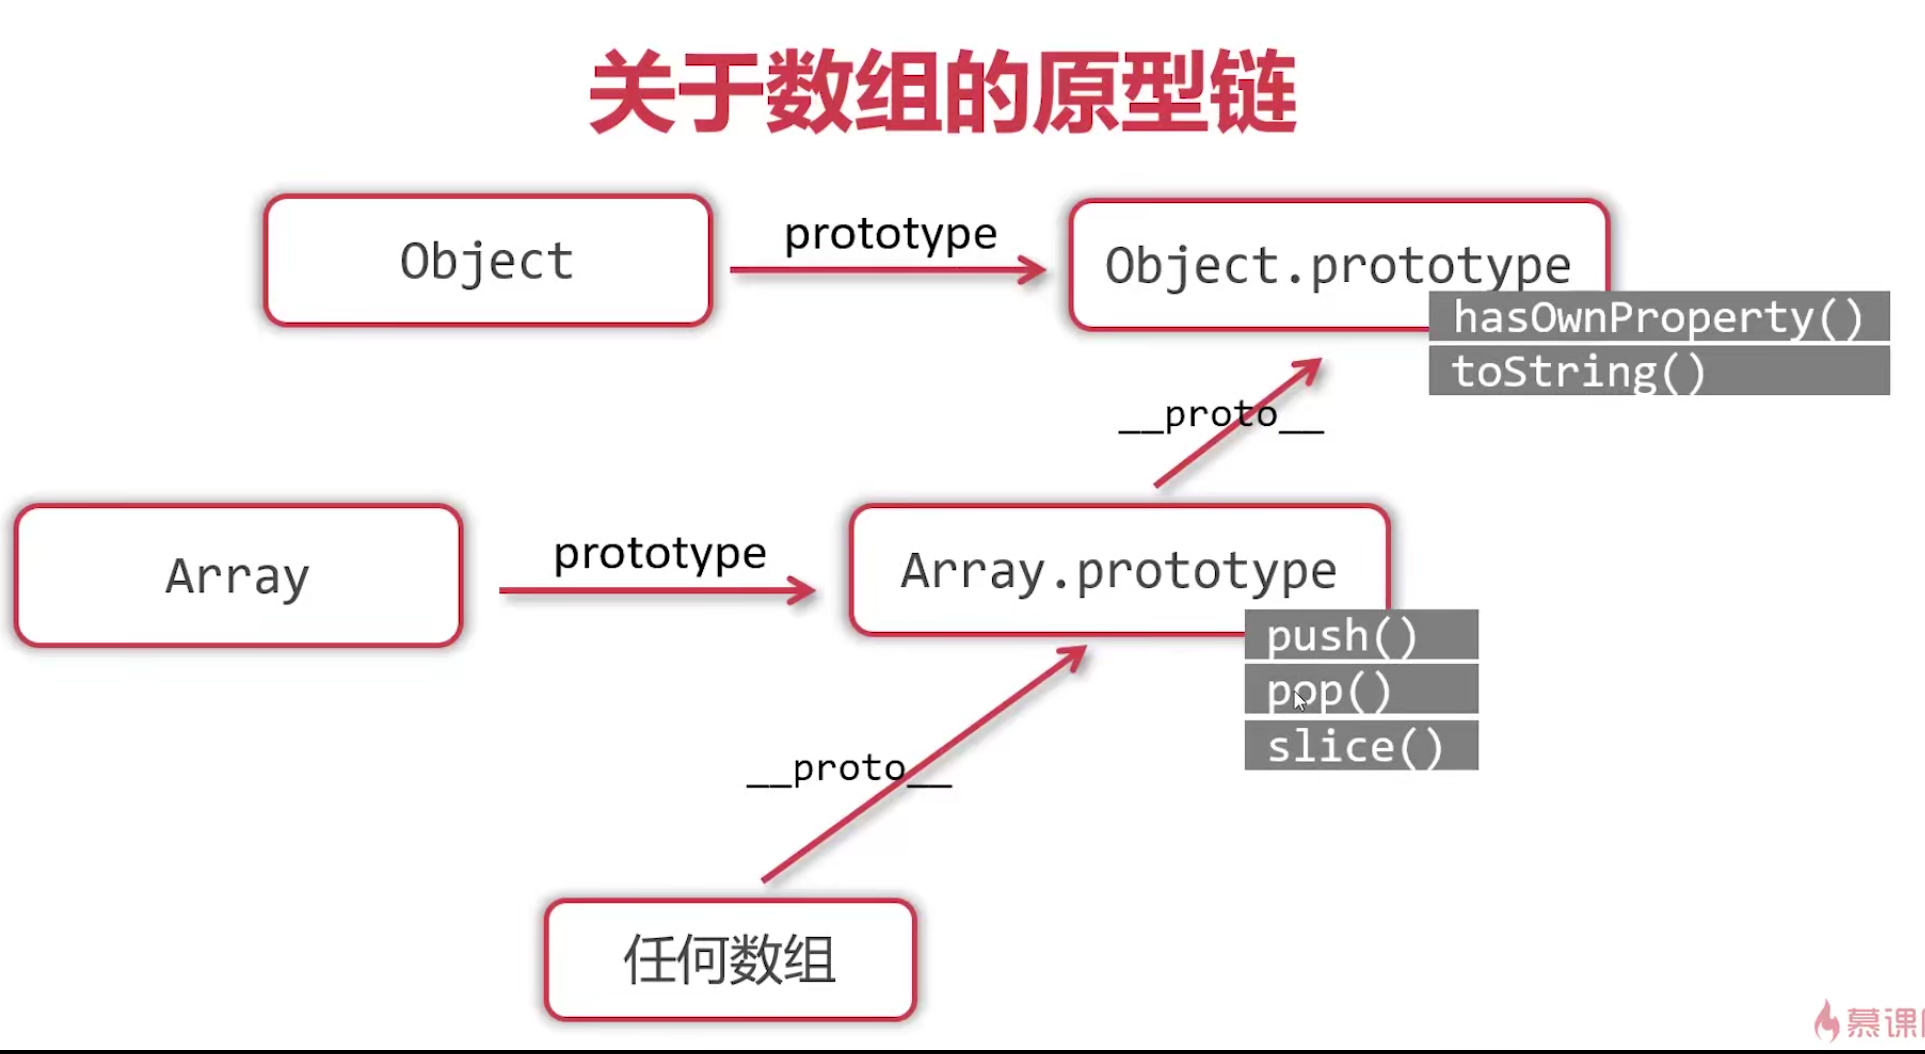 关于数组的原型链
Object
prototype
Object.prototype
hasOwnProperty()
toString()
__proto__
Array
prototype
Array.prototype
push()
pop()
slice()
__proto__
任何数组
慕课